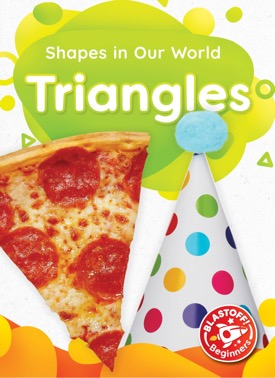 Shapes in Our World
Triangles
BLASTOFF!
Beginners